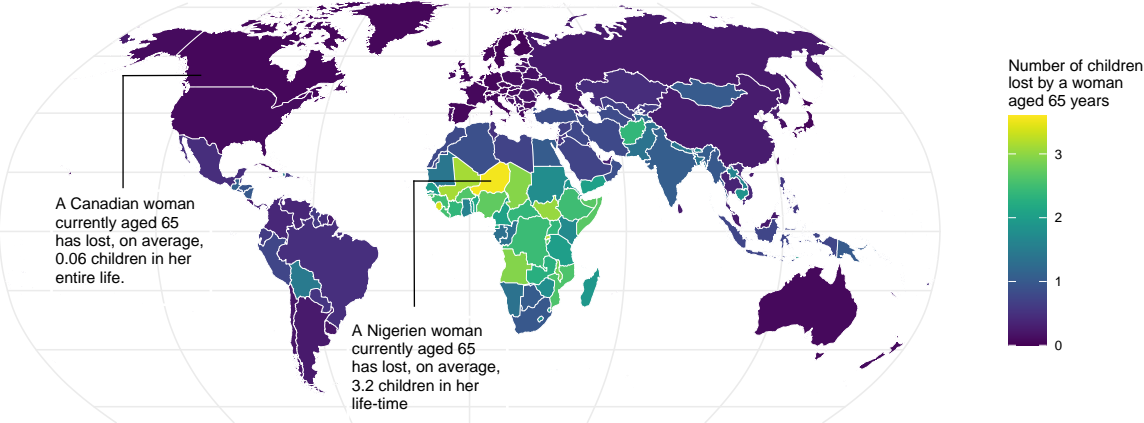 Number of children
lost by a woman
aged 65 years
3
2
1
0
A Canadian woman
currently aged 65
has lost, on average,
0.06 children in her
entire life.
A Nigerien woman
currently aged 65
has lost, on average,
3.2 children in her
life-time